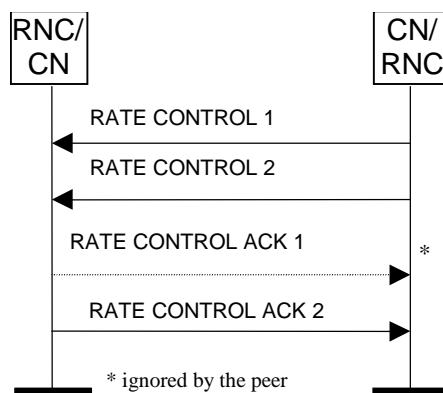 RNC/
CN
CN/
RNC
RATE CONTROL 1
RATE CONTROL 2
RATE CONTROL ACK 1
*
RATE CONTROL ACK 2
* ignored by the peer